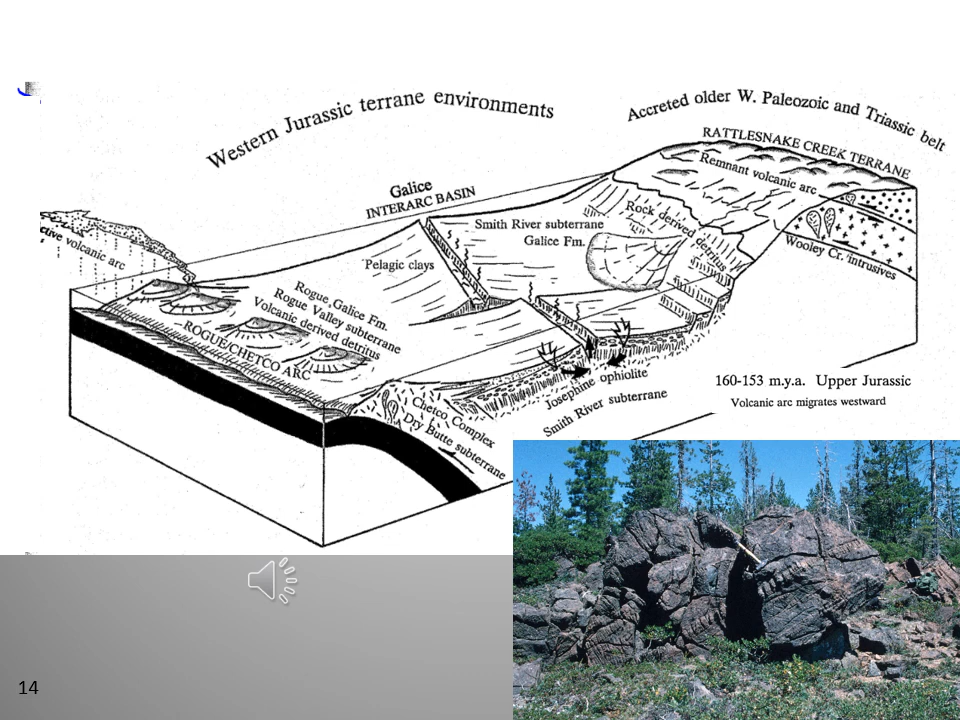 Western Jurassic terrane environments
Accreted older W. Paleozoic and Triassic belt
RATTLESNAKE CREEK TERRANE
Remnant volcanic arc
Galice
INTERARC BASIN
Smith River subterrane
Galice Fm.
Rock derived detritus
Wooley Cr. intrusives
ctive volcanic arc
Pelagic clays
Rogue, Galice Fm.
Rogue Valley subterrane
Volcanic derived detritus
ROGUE/CHETCO ARC
Josephine ophiolite
Smith River subterrane
Chetco Complex
Dry Butte subterrane
160-153 m.y.a. Upper Jurassic
Volcanic arc migrates westward
14